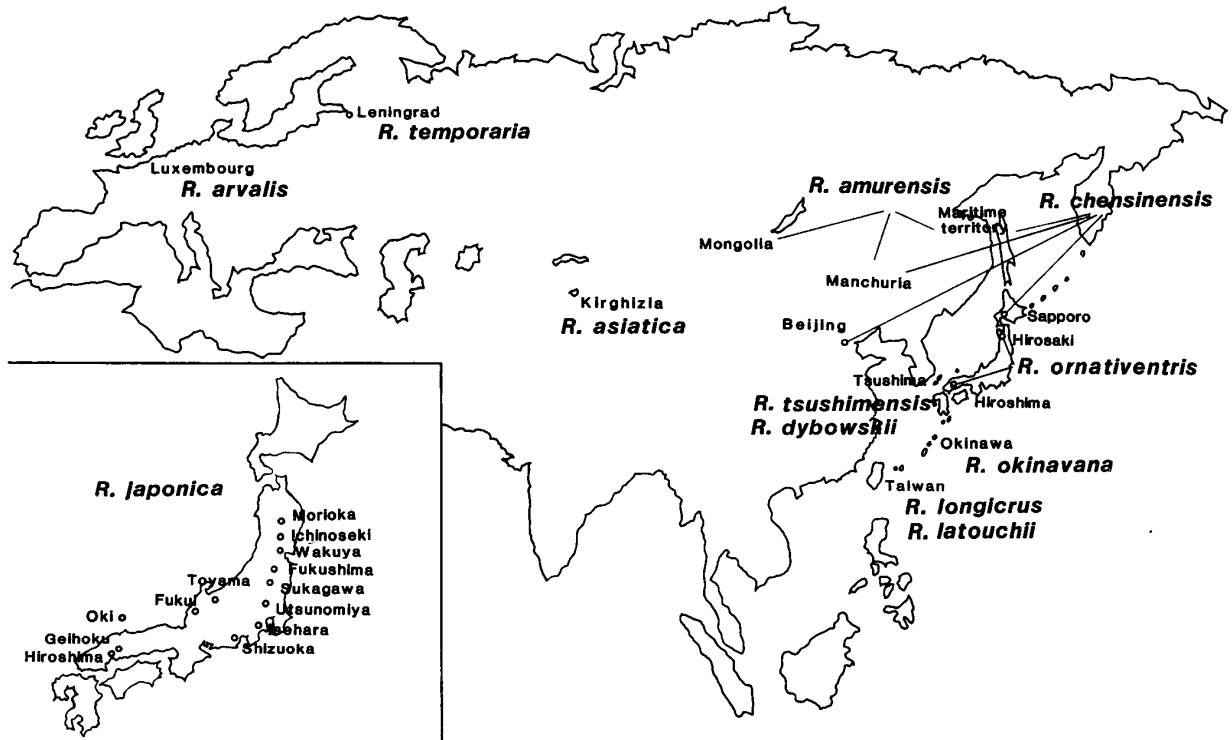 Leningrad
R. temporaria
Luxembourg
R. arvalis
R. amurensis
R. chensinensis
Maritime
territory
Mongolia
Manchuria
Kirghizia
R. asiatica
Beijing
Sapporo
Hirosaki
R. ornativentris
Tsushima
Hiroshima
R. tsushimensis
R. dybowskii
Okinawa
R. okinavana
Taiwan
R. longicrus
R. latouchii
R. japonica
Morioka
Ichinoseki
Wakuya
Fukushima
Toyama
Sukagawa
Fukui
Utsunomiya
Oki
Isehara
Geihoku
Shizuoka
Hiroshima